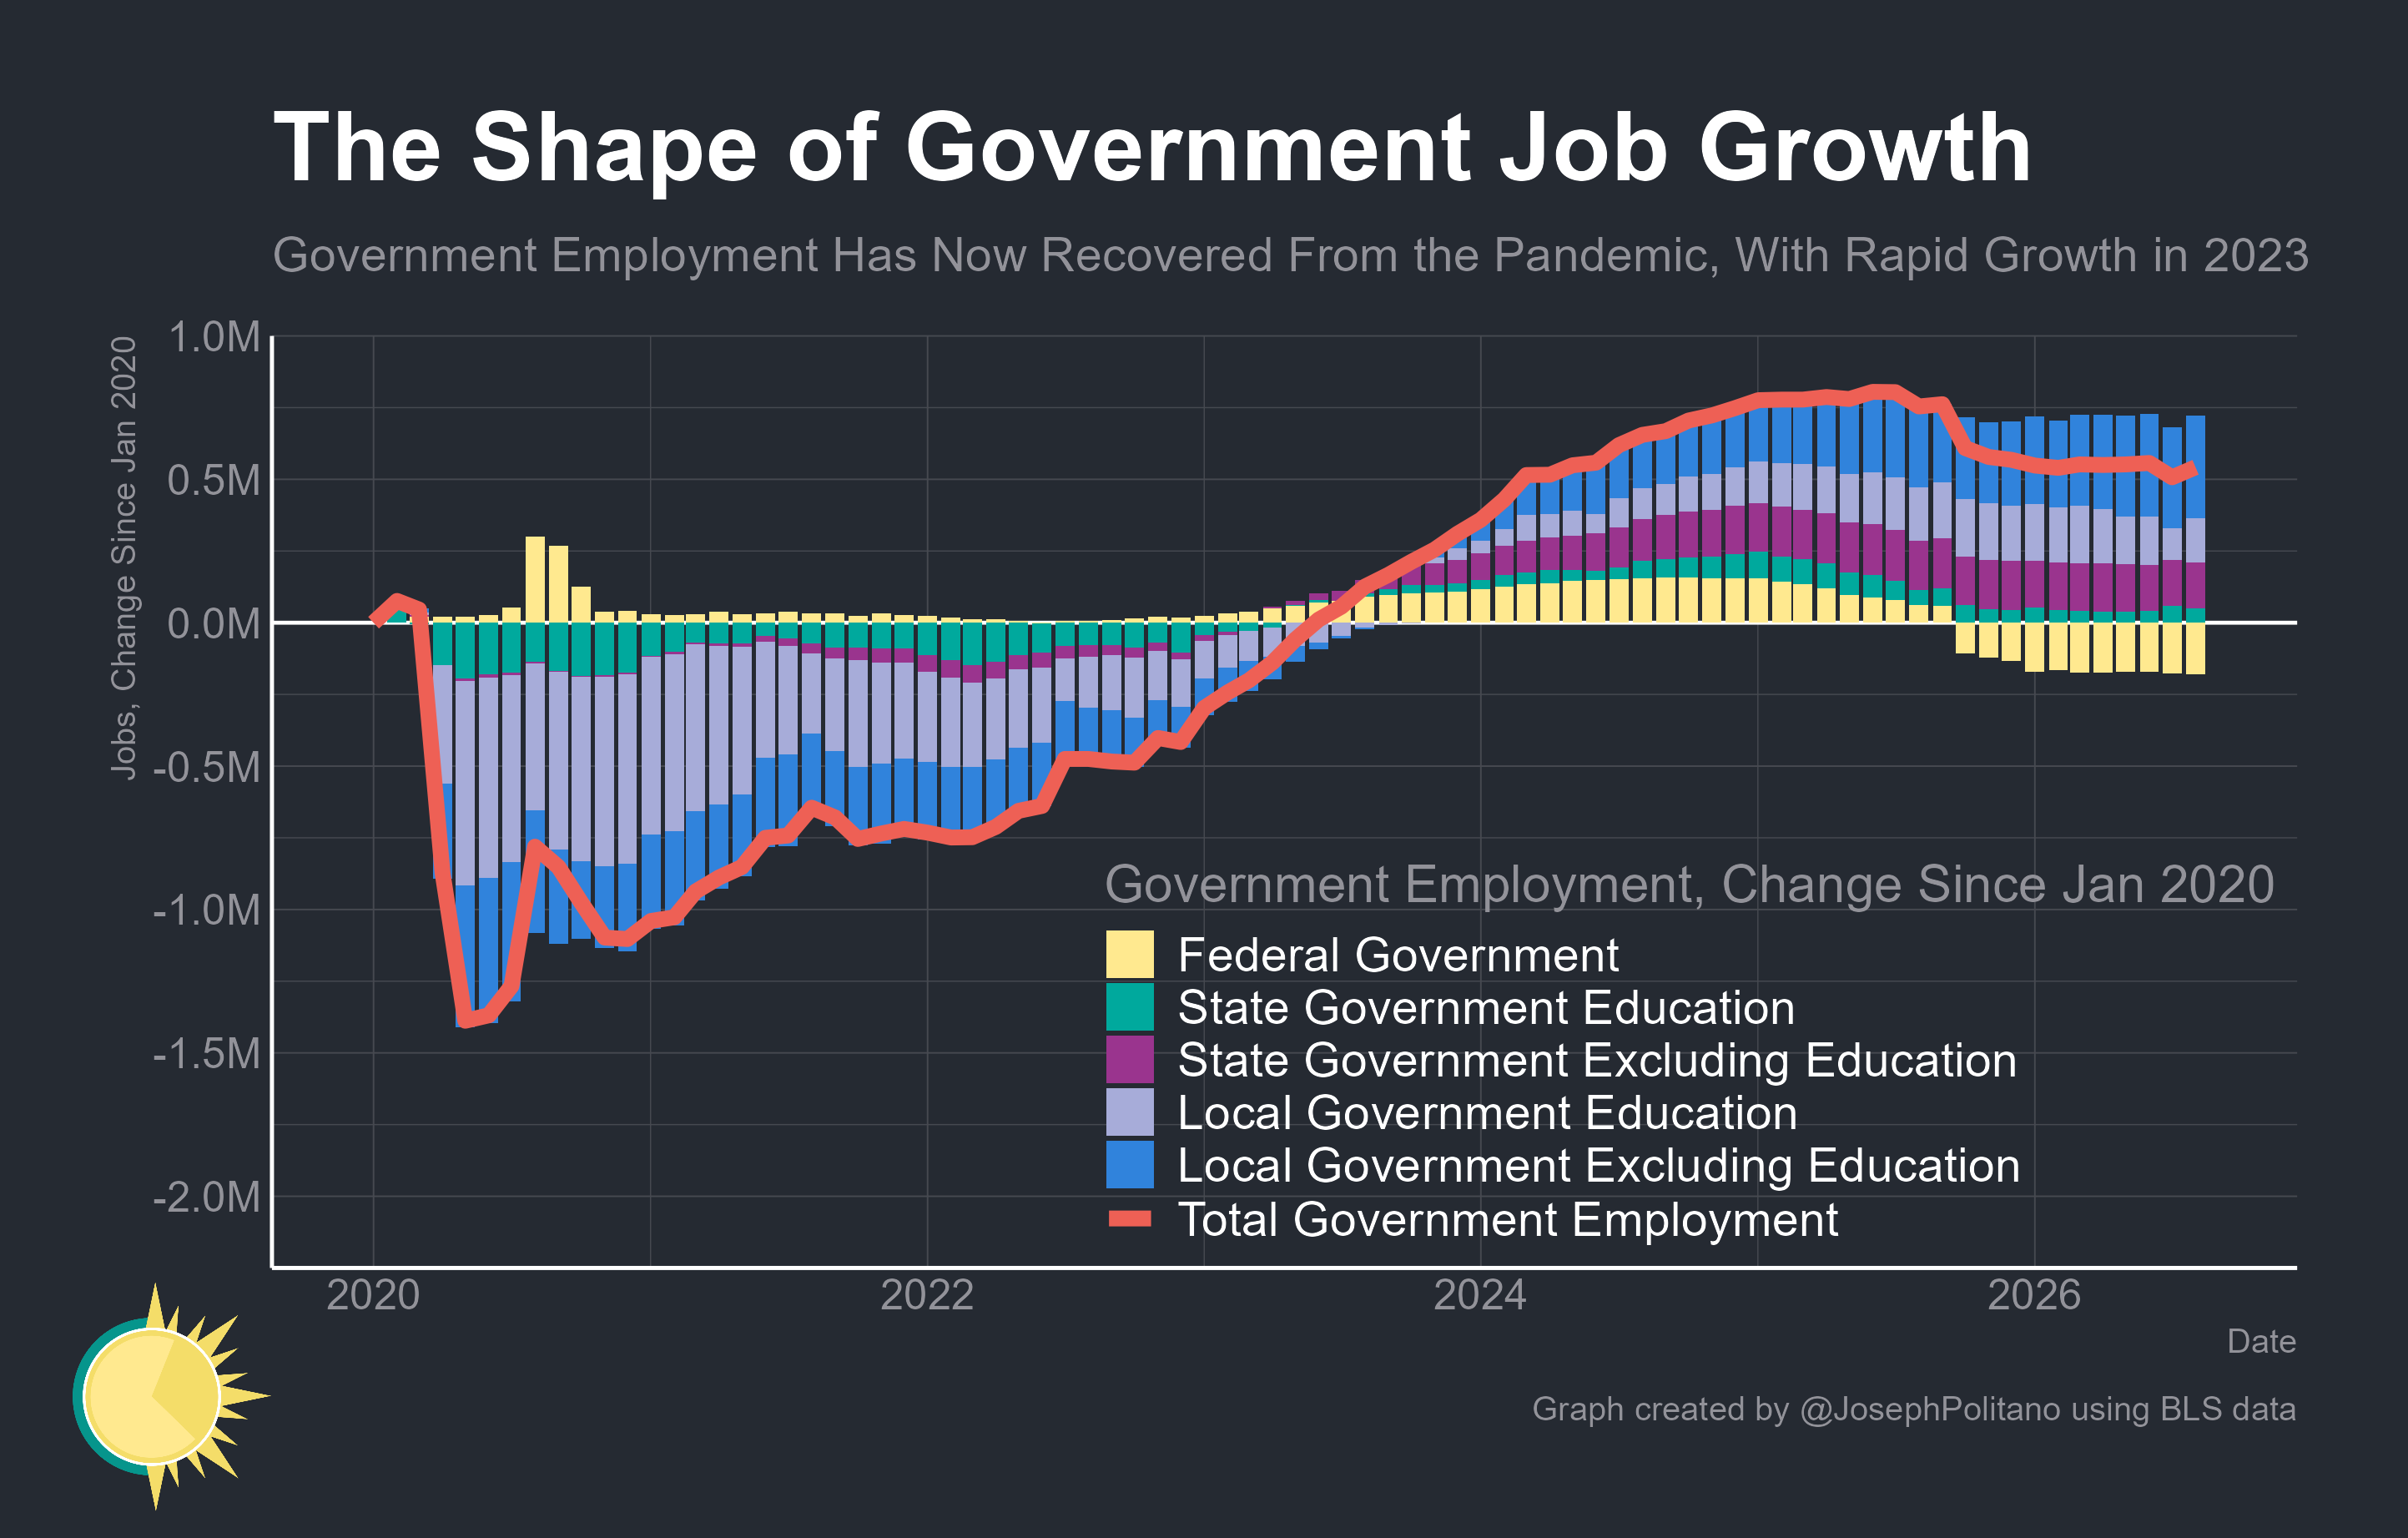 The Shape of Government Job Growth
Government Employment Has Now Recovered From the Pandemic, With Rapid Growth in 2023
Jobs, Change Since Jan 2020
1.0M
0.5M
0.0M
-0.5M
-1.0M
-1.5M
-2.0M
Government Employment, Change Since Jan 2020
Federal Government
State Government Education
State Government Excluding Education
Local Government Education
Local Government Excluding Education
Total Government Employment
2020
2022
2024
2026
Date
Graph created by @JosephPolitano using BLS data